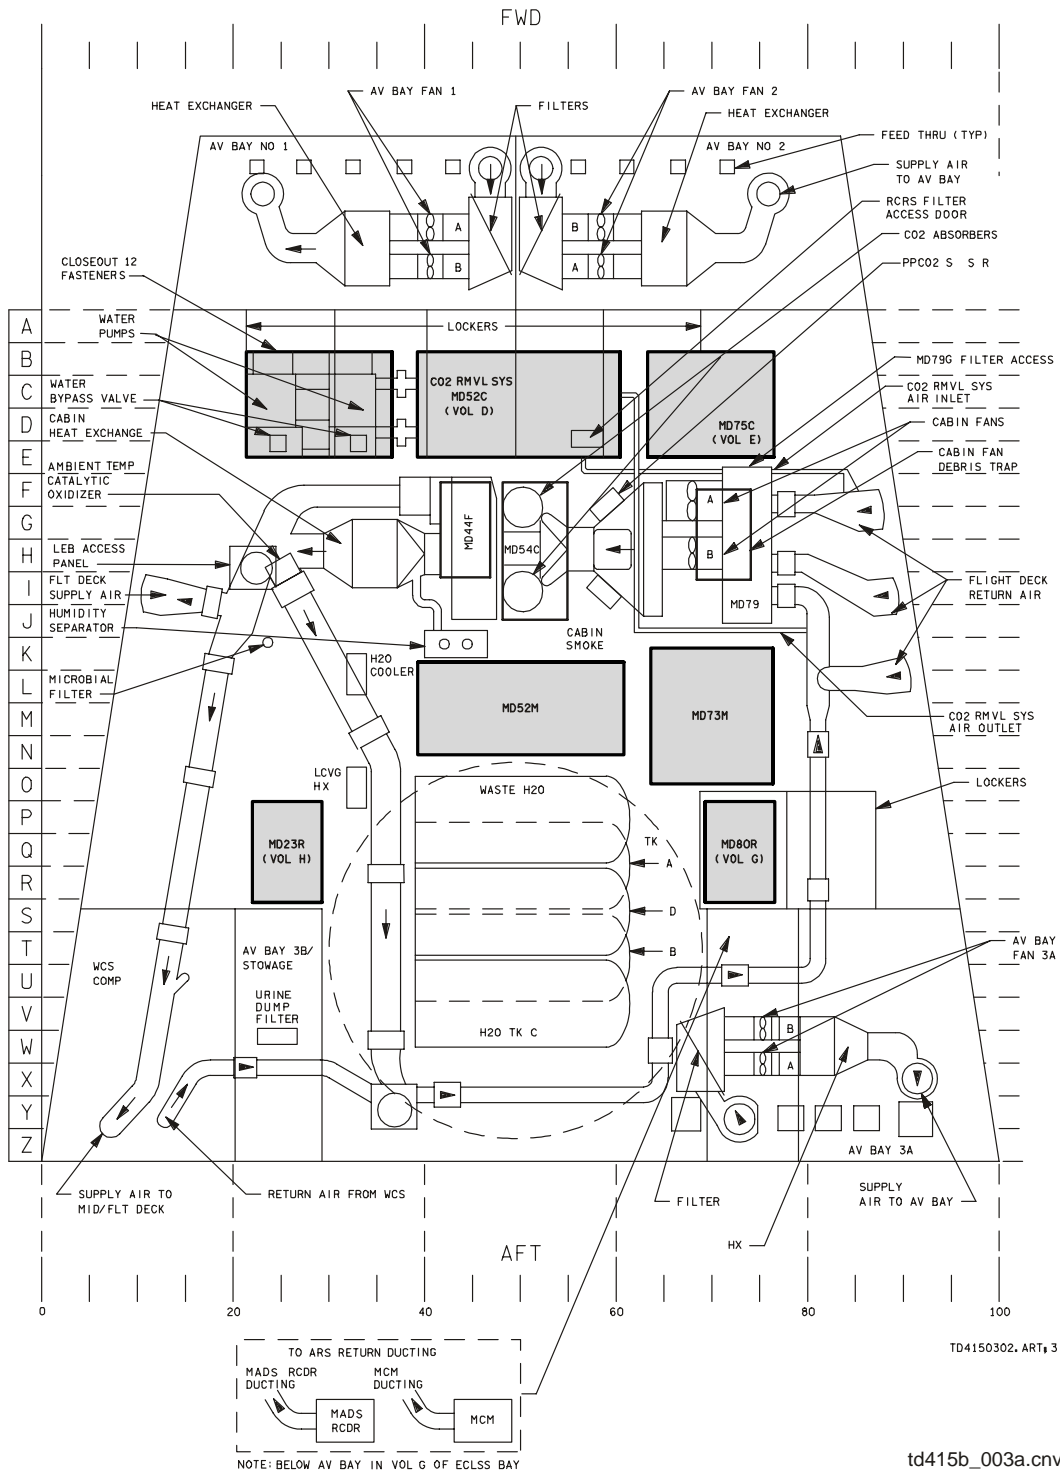 FWD
AV BAY FAN 1
AV BAY FAN 2
HEAT EXCHANGER
FILTERS
HEAT EXCHANGER
AV BAY NO 1
AV BAY NO 2
FEED THRU (TYP)
SUPPLY AIR
TO AV BAY
RCRS FILTER
ACCESS DOOR
A
B
B
A
CO2 ABSORBERS
CLOSEOUT 12
FASTENERS
PPCO2 S S R
A
WATER
PUMPS
LOCKERS
B
MD79G FILTER ACCESS
C
WATER
BYPASS VALVE
CO2 RMVL SYS
MD52C
(VOL D)
CO2 RMVL SYS
AIR INLET
D
CABIN
HEAT EXCHANGE
MD75C
(VOL E)
CABIN FANS
E
CABIN FAN
DEBRIS TRAP
F
AMBIENT TEMP
CATALYTIC
OXIDIZER
A
G
MD44F
H
LEB ACCESS
PANEL
MD54C
B
I
FLT DECK
SUPPLY AIR
FLIGHT DECK
RETURN AIR
J
HUMIDITY
SEPARATOR
MD79
CABIN
SMOKE
K
H2O
COOLER
L
MICROBIAL
FILTER
M
MD52M
MD73M
CO2 RMVL SYS
AIR OUTLET
N
O
LCVG
HX
WASTE H2O
LOCKERS
P
Q
MD23R
(VOL H)
TK
MD80R
(VOL G)
R
A
S
D
T
AV BAY 3B/
STOWAGE
B
AV BAY
FAN 3A
U
WCS
COMP
V
URINE
DUMP
FILTER
W
H2O TK C
B
X
A
Y
Z
AV BAY 3A
SUPPLY AIR TO
MID/FLT DECK
RETURN AIR FROM WCS
FILTER
SUPPLY
AIR TO AV BAY
HX
AFT
0
20
40
60
80
100
TD4150302.ART; 3
TO ARS RETURN DUCTING
MADS RCDR
DUCTING
MCM
DUCTING
MADS
RCDR
MCM
NOTE: BELOW AV BAY IN VOL G OF ECLSS BAY
td415b_003a.cnv